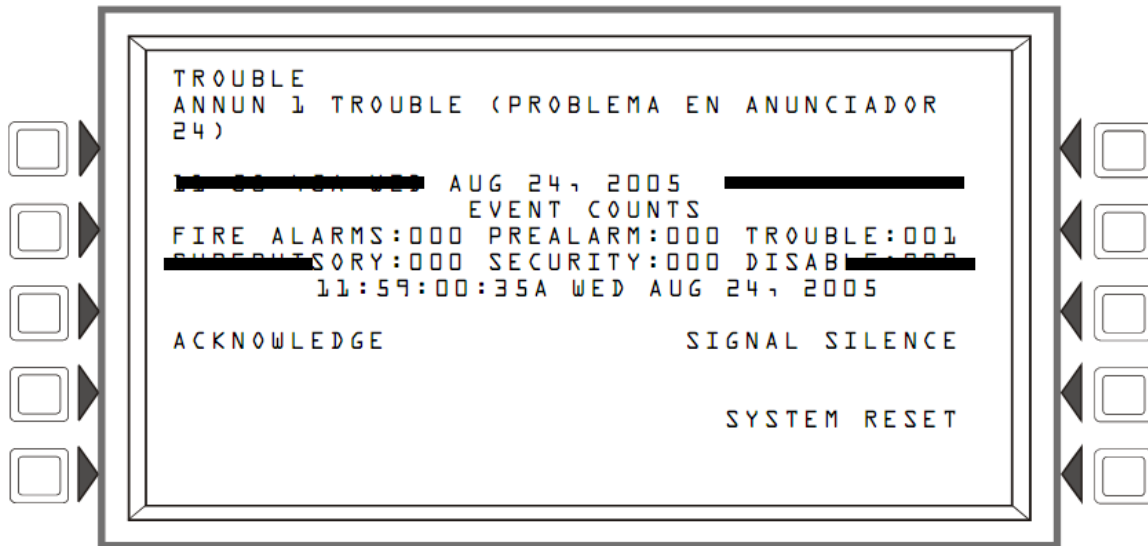 TROUBLE
ANNUN 1 TROUBLE (PROBLEMA EN ANUNCIADOR
24)
AUG 24, 2005
EVENT COUNTS
FIRE ALARMS:000 PREALARM:000 TROUBLE:001
SORY:000 SECURITY:000 DISAB
11:59:00:35A WED AUG 24, 2005
ACKNOWLEDGE SIGNAL SILENCE
SYSTEM RESET